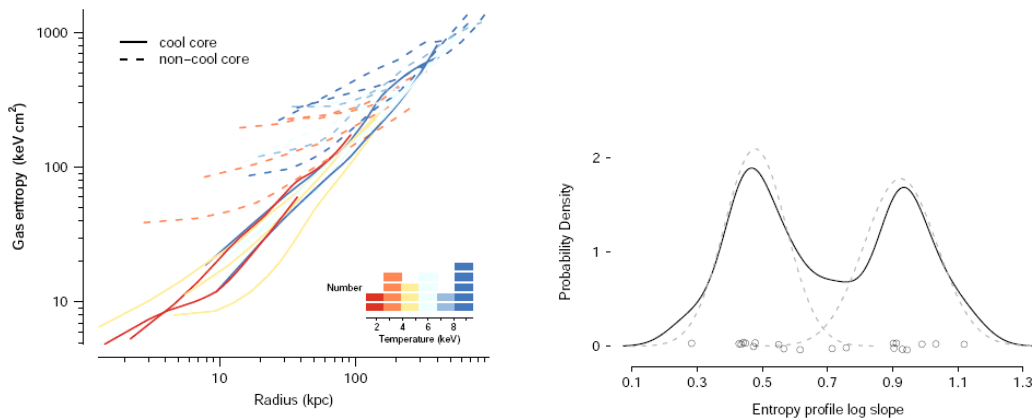 1000
100
10
Gas entropy (keV cm²)
cool core
non-cool core
Number
2 4 6 8
Temperature (keV)
10 100
Radius (kpc)
2
1
0
Probability Density
0.1 0.3 0.5 0.7 0.9 1.1 1.3
Entropy profile log slope